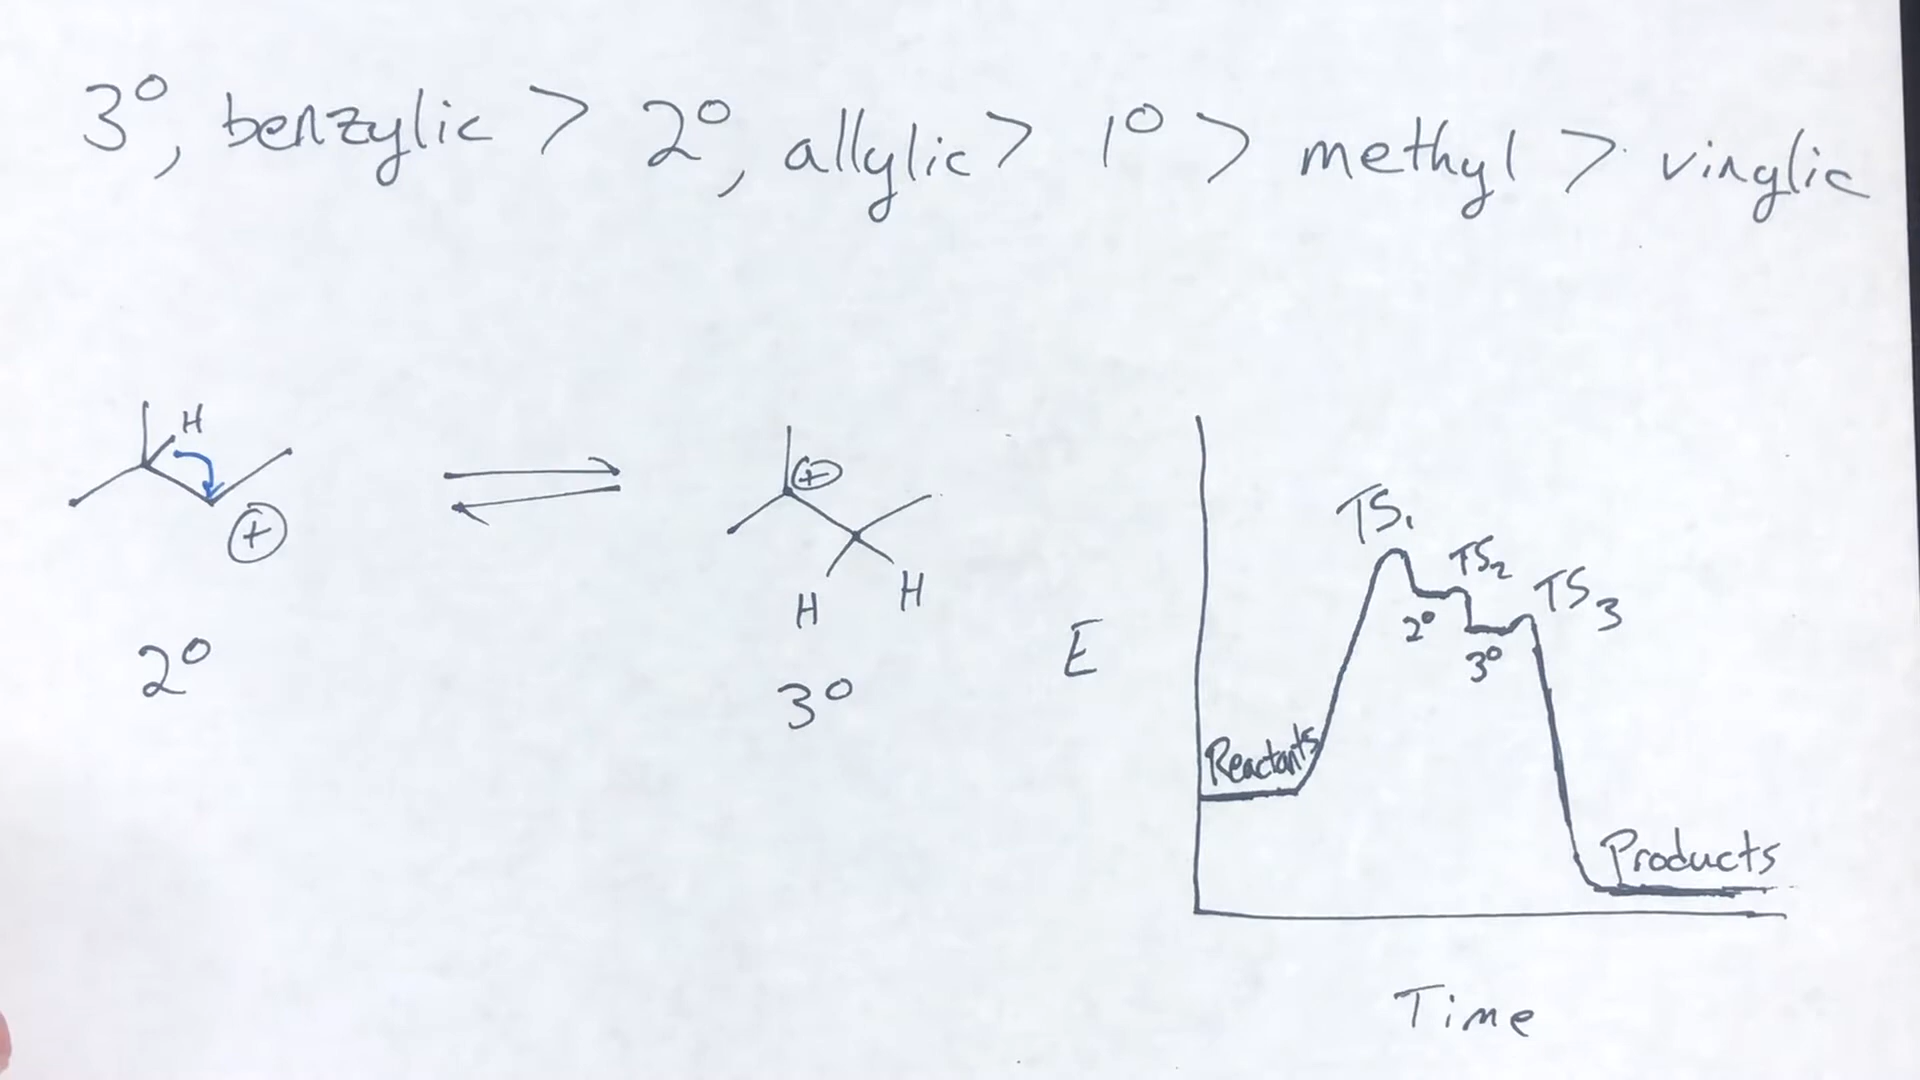 3°, benzylic > 2°, allylic > 1° > methyl > vinylic
H
⊕
2°
⊕
H H
3°
E
TS1
TS2
TS3
2°
3°
Reactants
Products
Time